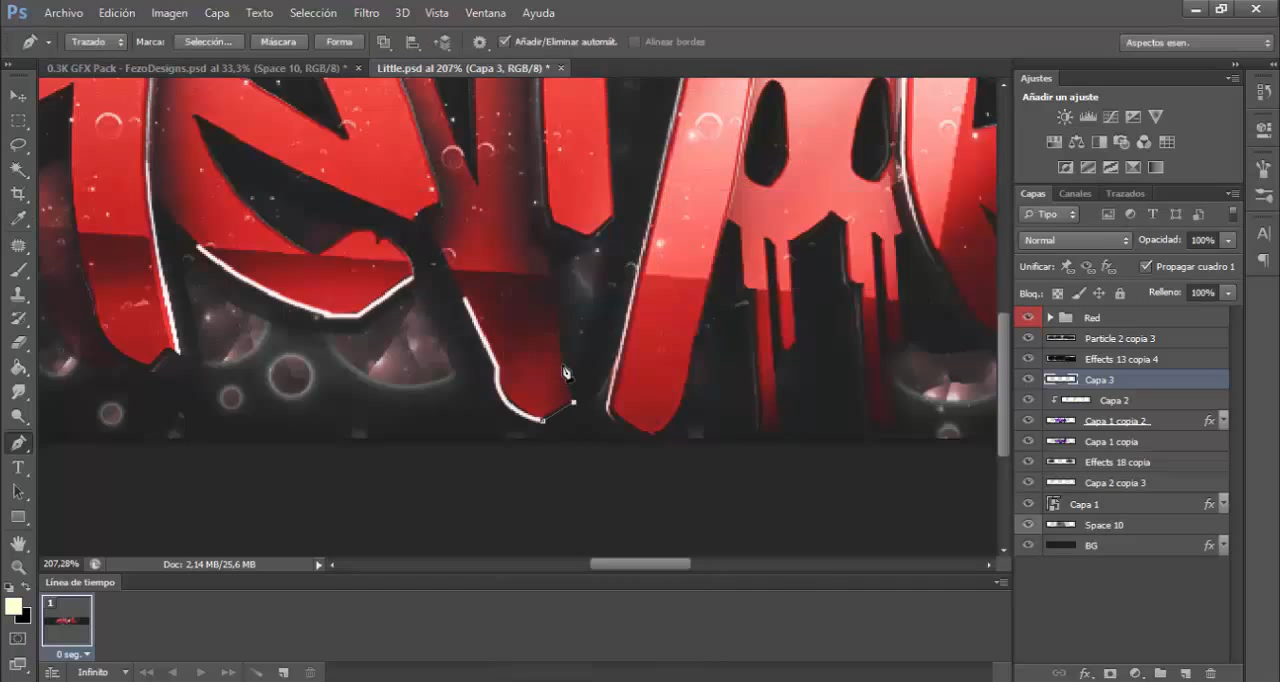 Ps Archivo Edición Imagen Capa Texto Selección Filtro 3D Vista Ventana Ayuda
Trazado Marca: Selección... Máscara Forma Añadir/Eliminar automát. Alinear bordes Aspectos esen.
0.3K GFX Pack - FezoDesigns.psd al 33,3% (Space 10, RGB/8) * × Little.psd al 207% (Capa 3, RGB/8) * ×
Ajustes
Añadir un ajuste
Capas Canales Trazados
Tipo
Normal Opacidad: 100%
Unificar: Propagar cuadro 1
Bloq.: Relleno: 100%
Red
Particle 2 copia 3
Effects 13 copia 4
Capa 3
Capa 2
Capa 1 copia 2 fx
Capa 1 copia
Effects 18 copia
Capa 2 copia 3
Capa 1 fx
Space 10
BG fx
207,28% Doc: 2,14 MB/25,6 MB
Línea de tiempo
1
0 seg.
Infinito